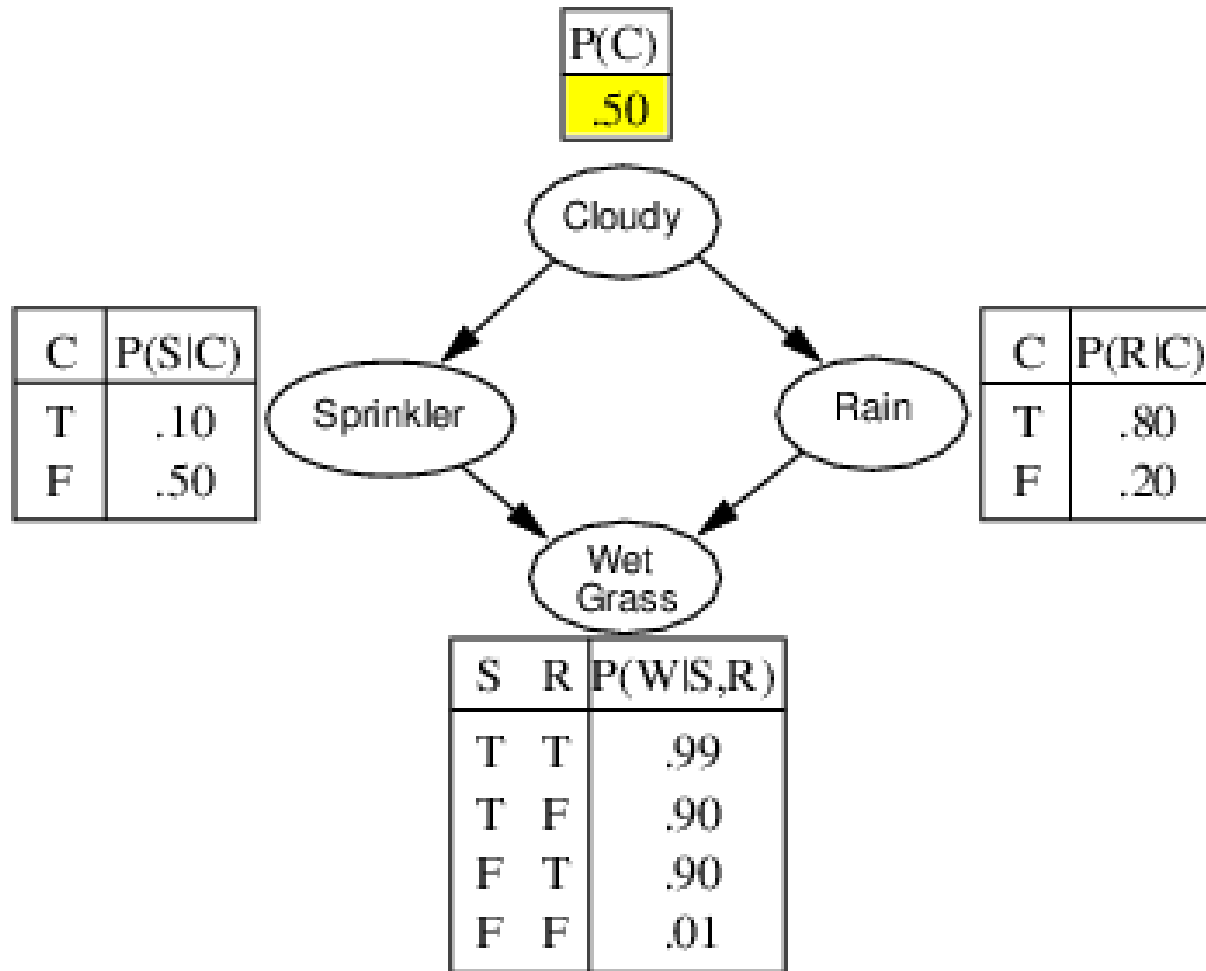 P(C)
.50
Cloudy
C P(S|C)
T .10
F .50
Sprinkler
Rain
C P(R|C)
T .80
F .20
Wet
Grass
S R P(W|S,R)
T T .99
T F .90
F T .90
F F .01